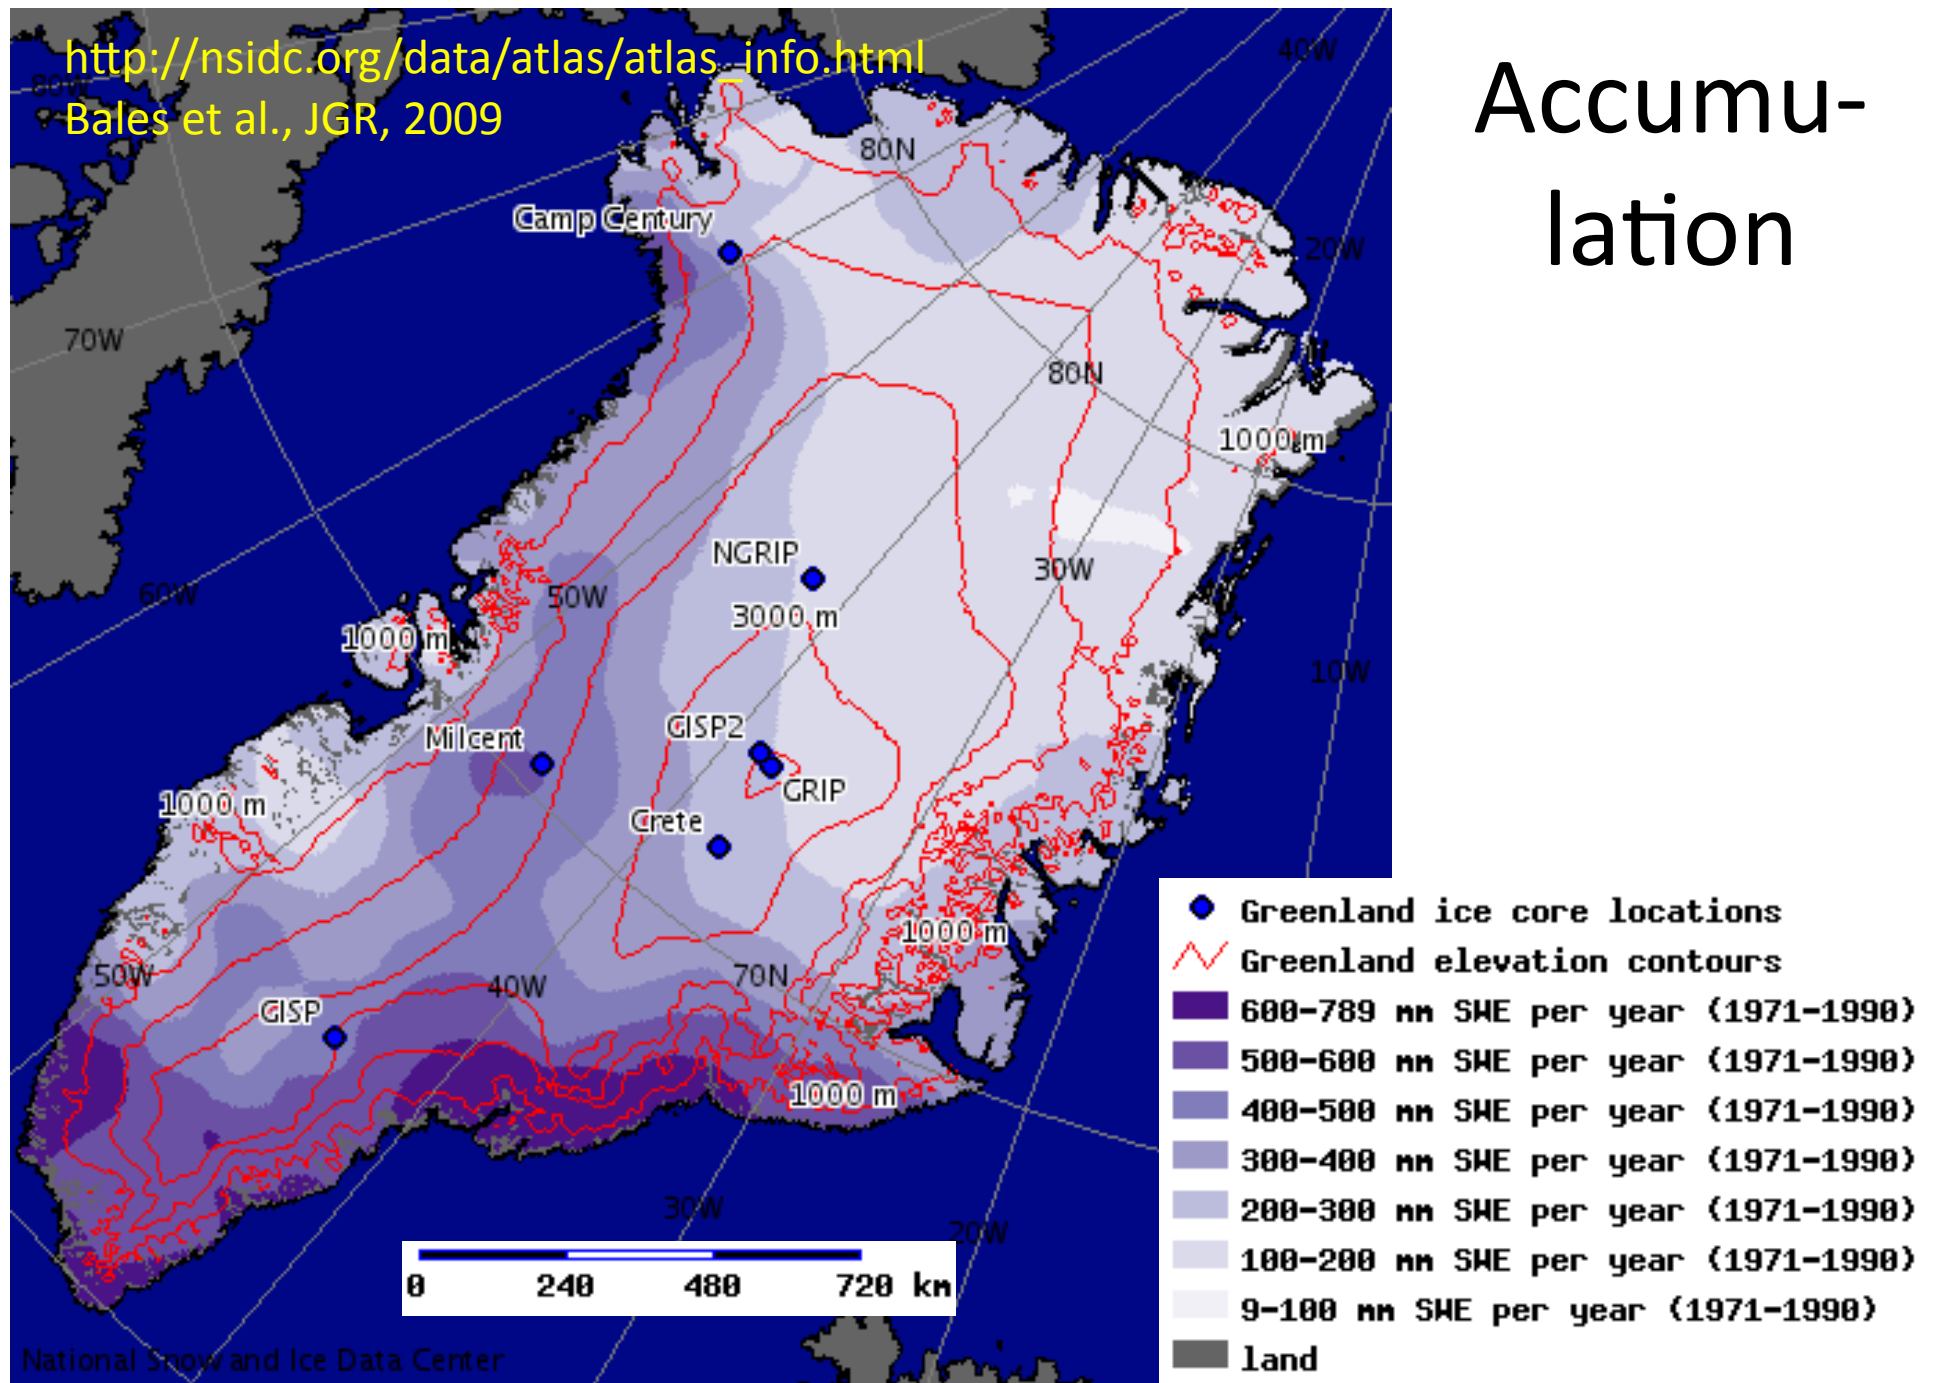 http://nsidc.org/data/atlas/atlas_info.html
Bales et al., JGR, 2009
Accumu-
lation
40W
80W
80N
Camp Century
20W
70W
80N
1000 m
NGRIP
30W
50W
60W
3000 m
1000 m
10W
GISP2
Milcent
GRIP
1000 m
Crete
1000 m
50W
70N
40W
GISP
1000 m
30W
20W
0 240 480 720 km
National Snow and Ice Data Center
Greenland ice core locations
Greenland elevation contours
600-789 mm SWE per year (1971-1990)
500-600 mm SWE per year (1971-1990)
400-500 mm SWE per year (1971-1990)
300-400 mm SWE per year (1971-1990)
200-300 mm SWE per year (1971-1990)
100-200 mm SWE per year (1971-1990)
9-100 mm SWE per year (1971-1990)
land